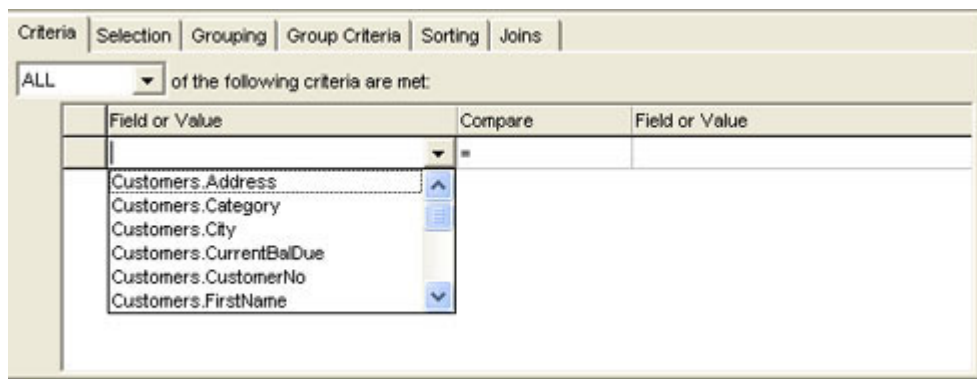 Criteria Selection Grouping Group Criteria Sorting Joins
ALL of the following criteria are met:
Field or Value Compare Field or Value
=
Customers.Address
Customers.Category
Customers.City
Customers.CurrentBalDue
Customers.CustomerNo
Customers.FirstName